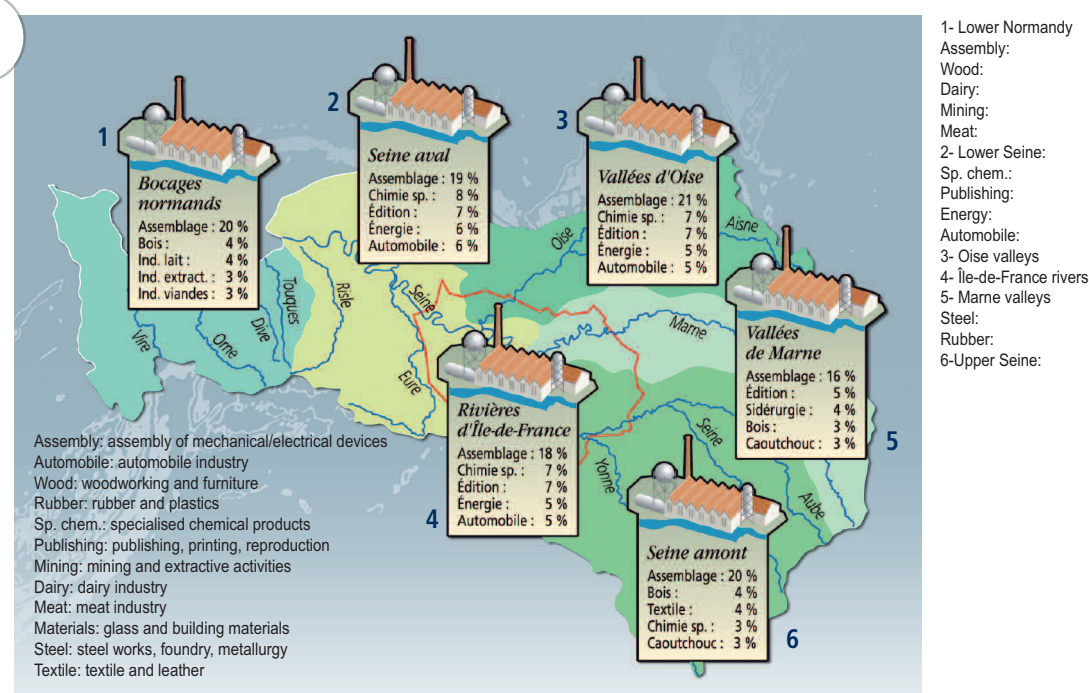 1
Bocages
normands
Assemblage : 20 %
Bois : 4 %
Ind. lait : 4 %
Ind. extract. : 3 %
Ind. viandes : 3 %
2
Seine aval
Assemblage : 19 %
Chimie sp. : 8 %
Édition : 7 %
Énergie : 6 %
Automobile : 6 %
3
Vallées d'Oise
Assemblage : 21 %
Chimie sp. : 7 %
Édition : 7 %
Énergie : 5 %
Automobile : 5 %
4
Rivières
d'Île-de-France
Assemblage : 18 %
Chimie sp. : 7 %
Édition : 7 %
Énergie : 5 %
Automobile : 5 %
5
Vallées
de Marne
Assemblage : 16 %
Édition : 5 %
Sidérurgie : 4 %
Bois : 3 %
Caoutchouc : 3 %
6
Seine amont
Assemblage : 20 %
Bois : 4 %
Textile : 4 %
Chimie sp. : 3 %
Caoutchouc : 3 %
Vire
Orne
Dive
Touques
Risle
Seine
Eure
Oise
Aisne
Marne
Yonne
Seine
Aube
Assembly: assembly of mechanical/electrical devices
Automobile: automobile industry
Wood: woodworking and furniture
Rubber: rubber and plastics
Sp. chem.: specialised chemical products
Publishing: publishing, printing, reproduction
Mining: mining and extractive activities
Dairy: dairy industry
Meat: meat industry
Materials: glass and building materials
Steel: steel works, foundry, metallurgy
Textile: textile and leather
1- Lower Normandy
Assembly:
Wood:
Dairy:
Mining:
Meat:
2- Lower Seine:
Sp. chem.:
Publishing:
Energy:
Automobile:
3- Oise valleys
4- Île-de-France rivers
5- Marne valleys
Steel:
Rubber:
6-Upper Seine: